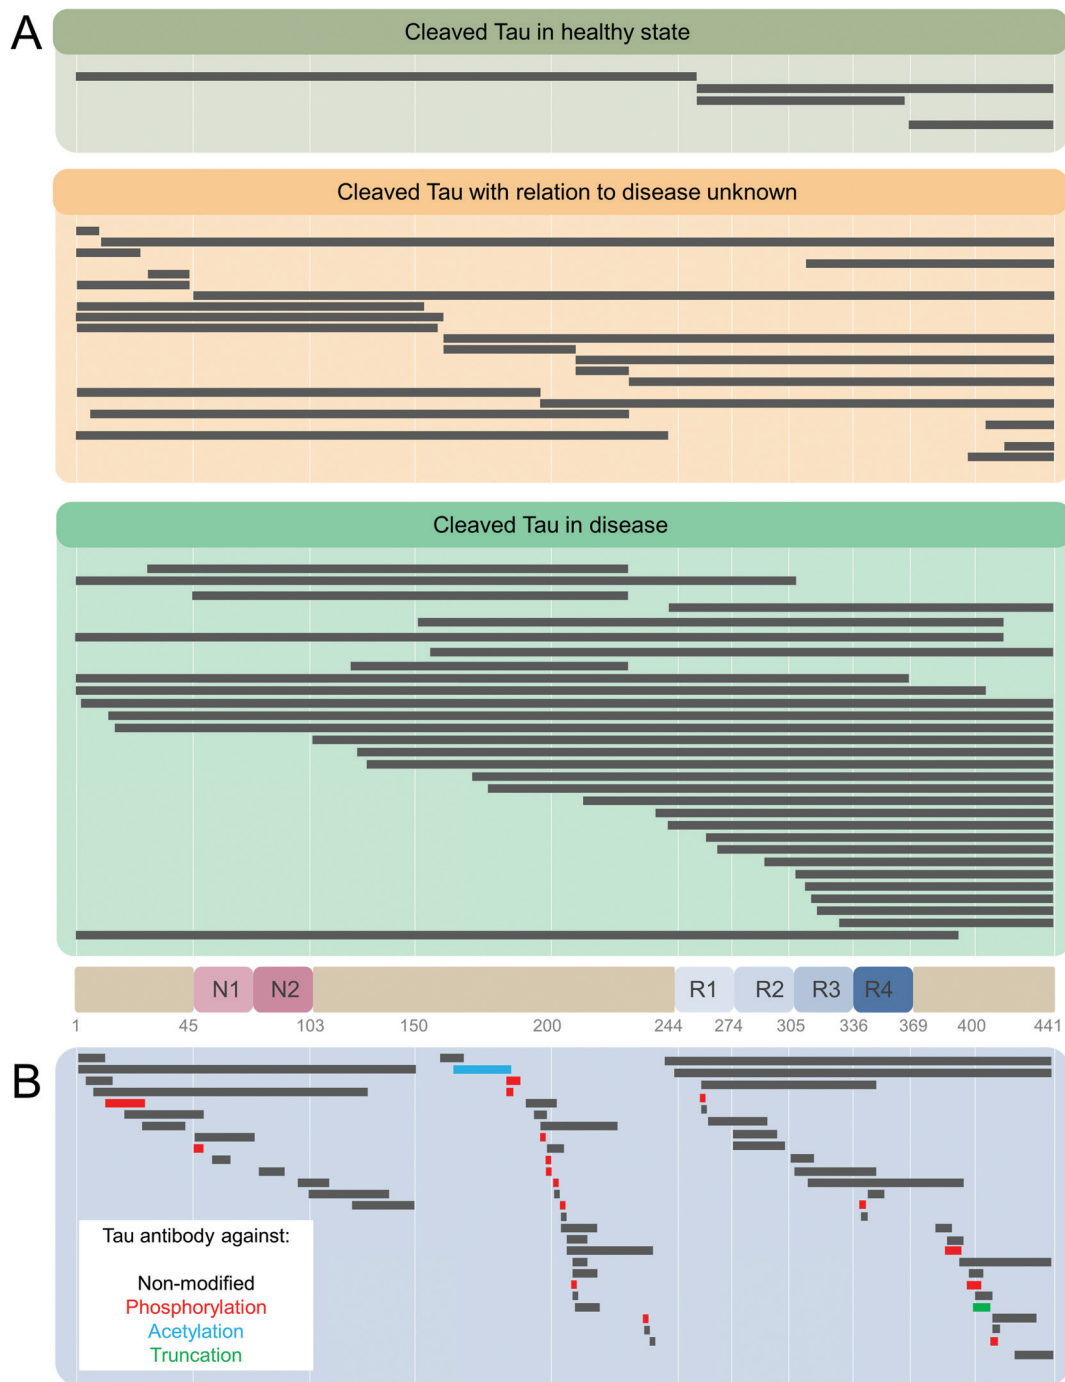 A
Cleaved Tau in healthy state
Cleaved Tau with relation to disease unknown
Cleaved Tau in disease
N1 N2 R1 R2 R3 R4
1 45 103 150 200 244 274 305 336 369 400 441
B
Tau antibody against:
Non-modified
Phosphorylation
Acetylation
Truncation